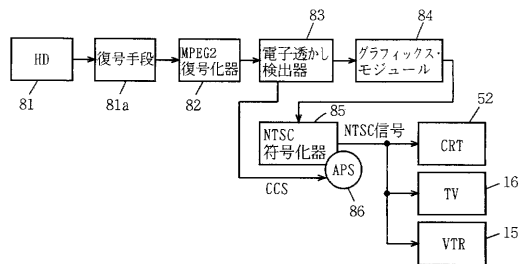 83
84
HD
復号手段
MPEG2
復号化器
電子透かし
検出器
グラフィックス・
モジュール
81
81a
82
85
NTSC信号
52
NTSC
符号化器
CRT
APS
CCS
86
TV
16
VTR
15